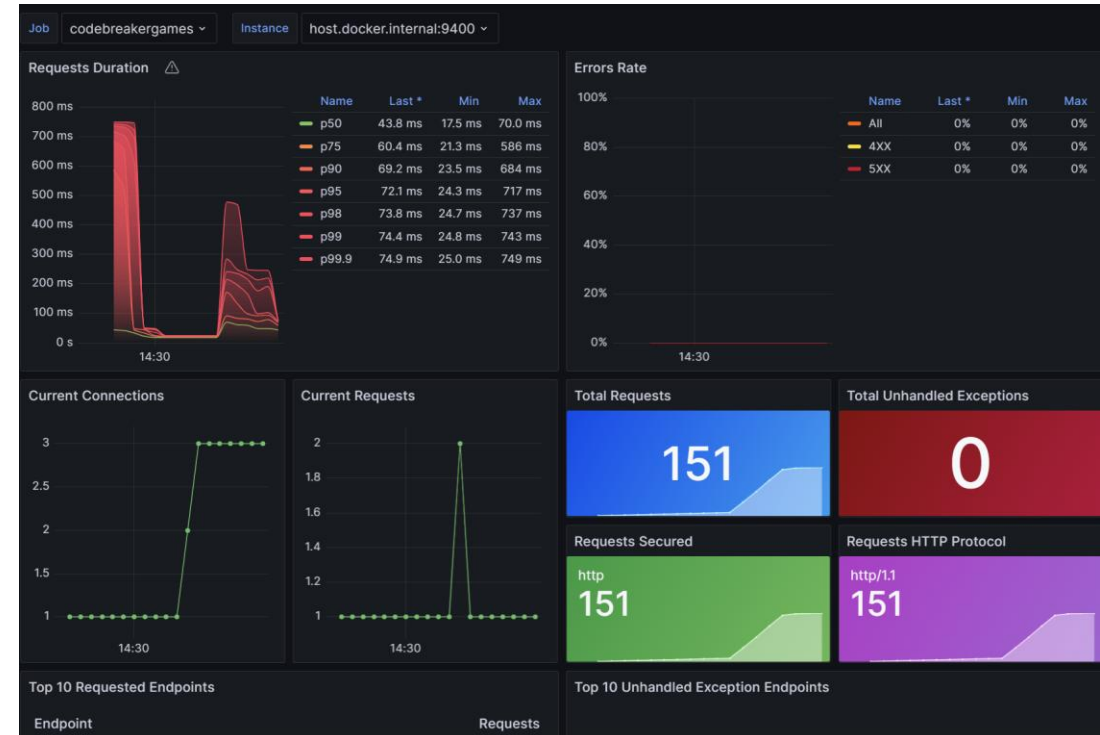 Job codebreakergames Instance host.docker.internal:9400
Requests Duration
800 ms
700 ms
600 ms
500 ms
400 ms
300 ms
200 ms
100 ms
0 s
14:30
Name Last * Min Max
p50 43.8 ms 17.5 ms 70.0 ms
p75 60.4 ms 21.3 ms 586 ms
p90 69.2 ms 23.5 ms 684 ms
p95 72.1 ms 24.3 ms 717 ms
p98 73.8 ms 24.7 ms 737 ms
p99 74.4 ms 24.8 ms 743 ms
p99.9 74.9 ms 25.0 ms 749 ms
Errors Rate
100%
80%
60%
40%
20%
0%
14:30
Name Last * Min Max
All 0% 0% 0%
4XX 0% 0% 0%
5XX 0% 0% 0%
Current Connections
3
2.5
2
1.5
1
14:30
Current Requests
2
1.8
1.6
1.4
1.2
1
14:30
Total Requests
151
Total Unhandled Exceptions
0
Requests Secured
http
151
Requests HTTP Protocol
http/1.1
151
Top 10 Requested Endpoints
Endpoint Requests
Top 10 Unhandled Exception Endpoints